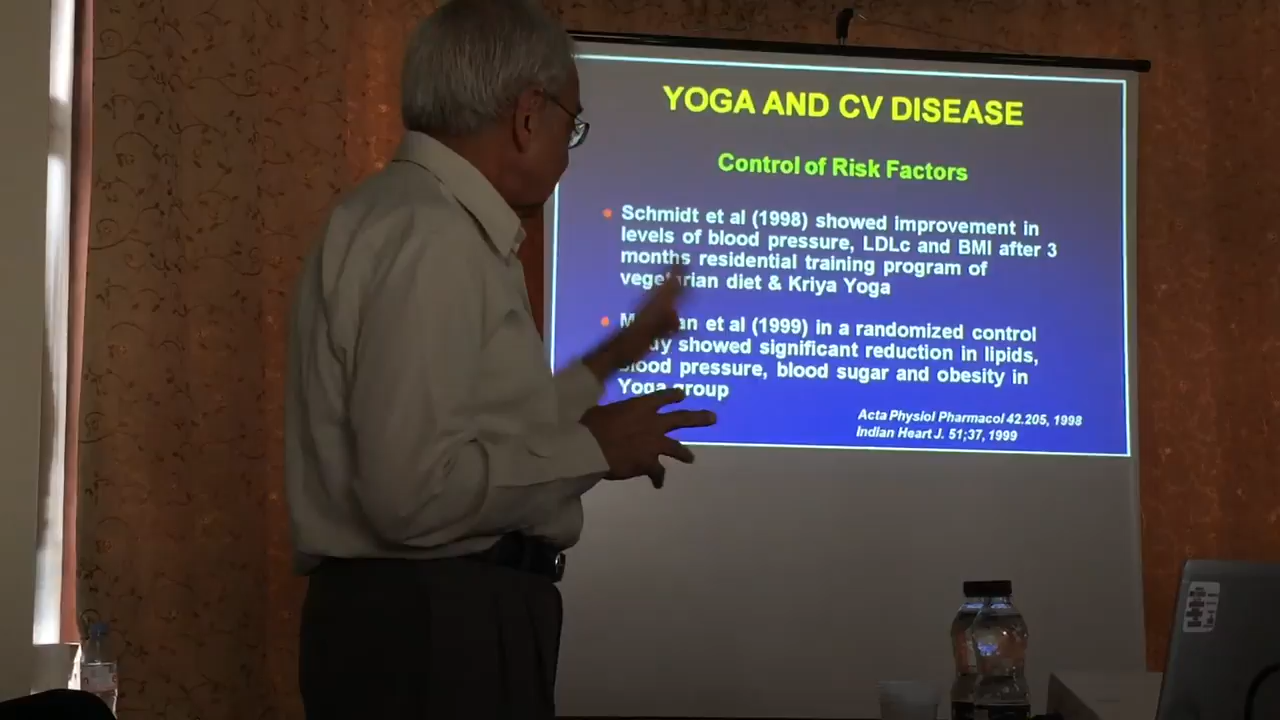 YOGA AND CV DISEASE
Control of Risk Factors
Schmidt et al (1998) showed improvement in
levels of blood pressure, LDLc and BMI after 3
months residential training program of
diet & Kriya Yoga
et al (1999) in a randomized control
showed significant reduction in lipids,
blood pressure, blood sugar and obesity in
Yoga group
Acta Physiol Pharmacol 42.205, 1998
Indian Heart J. 51;37, 1999